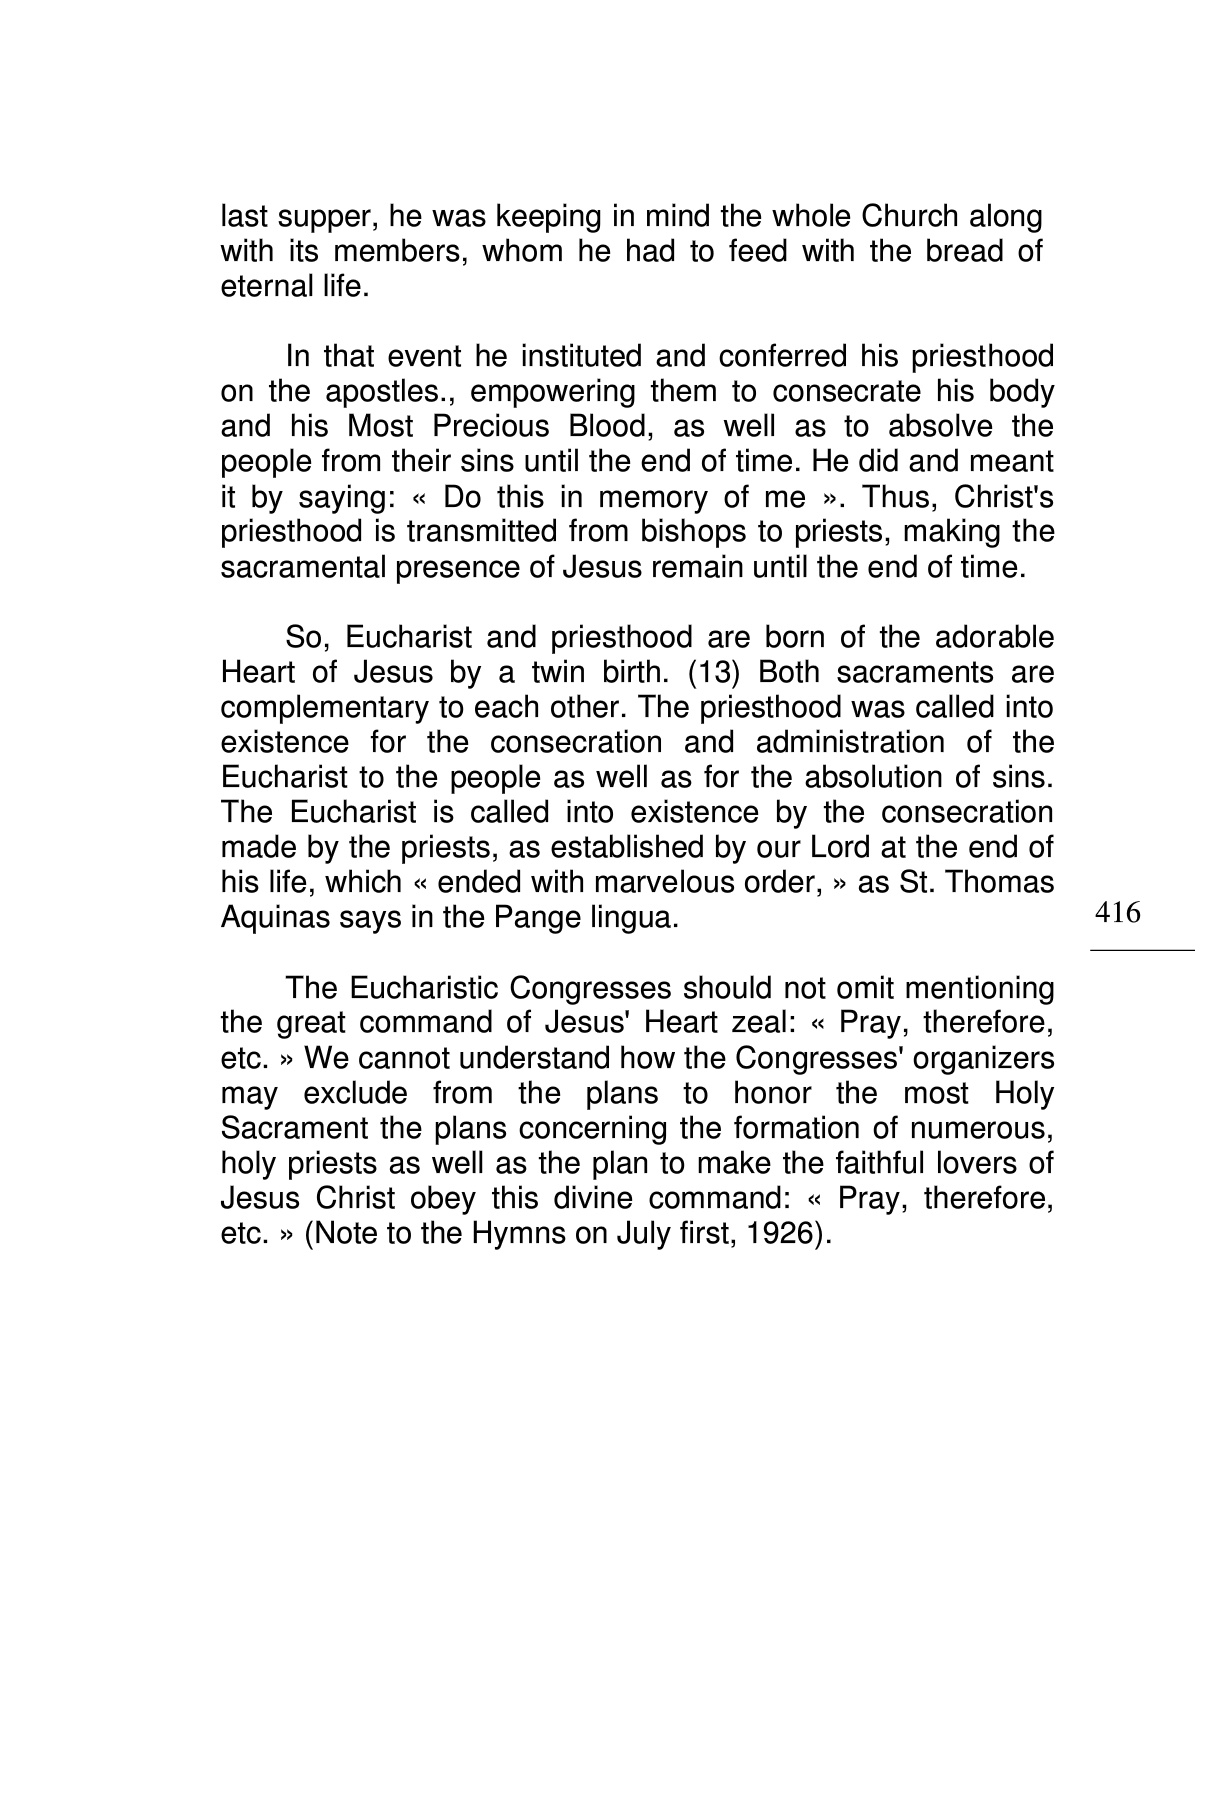 last supper, he was keeping in mind the whole Church along
with its members, whom he had to feed with the bread of
eternal life.
In that event he instituted and conferred his priesthood
on the apostles., empowering them to consecrate his body
and his Most Precious Blood, as well as to absolve the
people from their sins until the end of time. He did and meant
it by saying: « Do this in memory of me ». Thus, Christ's
priesthood is transmitted from bishops to priests, making the
sacramental presence of Jesus remain until the end of time.
So, Eucharist and priesthood are born of the adorable
Heart of Jesus by a twin birth. (13) Both sacraments are
complementary to each other. The priesthood was called into
existence for the consecration and administration of the
Eucharist to the people as well as for the absolution of sins.
The Eucharist is called into existence by the consecration
made by the priests, as established by our Lord at the end of
his life, which « ended with marvelous order, » as St. Thomas
Aquinas says in the Pange lingua.
416
The Eucharistic Congresses should not omit mentioning
the great command of Jesus' Heart zeal: « Pray, therefore,
etc. » We cannot understand how the Congresses' organizers
may exclude from the plans to honor the most Holy
Sacrament the plans concerning the formation of numerous,
holy priests as well as the plan to make the faithful lovers of
Jesus Christ obey this divine command: « Pray, therefore,
etc. » (Note to the Hymns on July first, 1926).